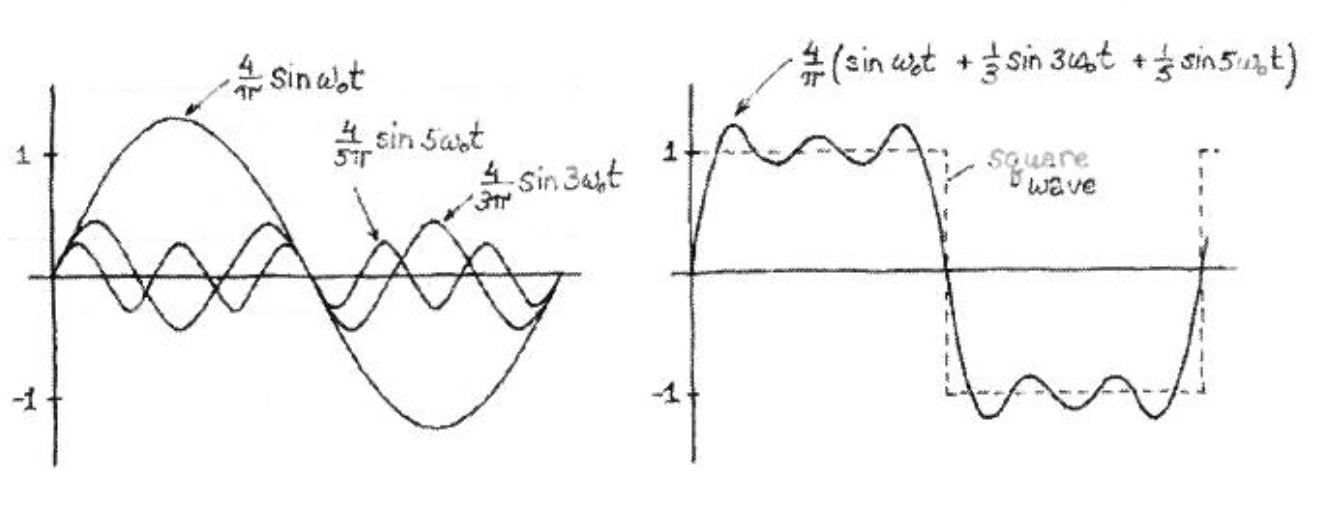 4/π sin ω₀t
4/5π sin 5ω₀t
4/3π sin 3ω₀t
1
-1
4/π (sin ω₀t + 1/3 sin 3ω₀t + 1/5 sin 5ω₀t)
1
square
wave
-1